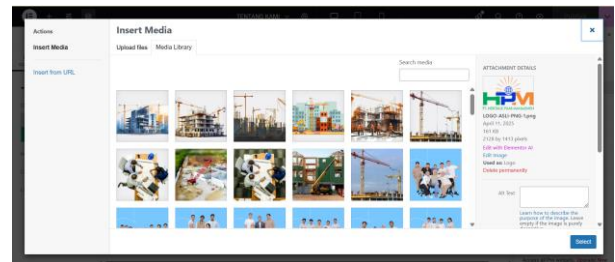 TENTANG KAMI
Actions
Insert Media
Insert from URL
Insert Media
Upload files
Media Library
Search media
ATTACHMENT DETAILS
HPM
LOGO-ASLI-PNG-1.png
April 11, 2025
161 KB
2128 by 1413 pixels
Edit with Elementor AI
Edit Image
Used as: Logo
Delete permanently
Alt Text
Learn how to describe the
purpose of the image. Leave
empty if the image is purely
Select